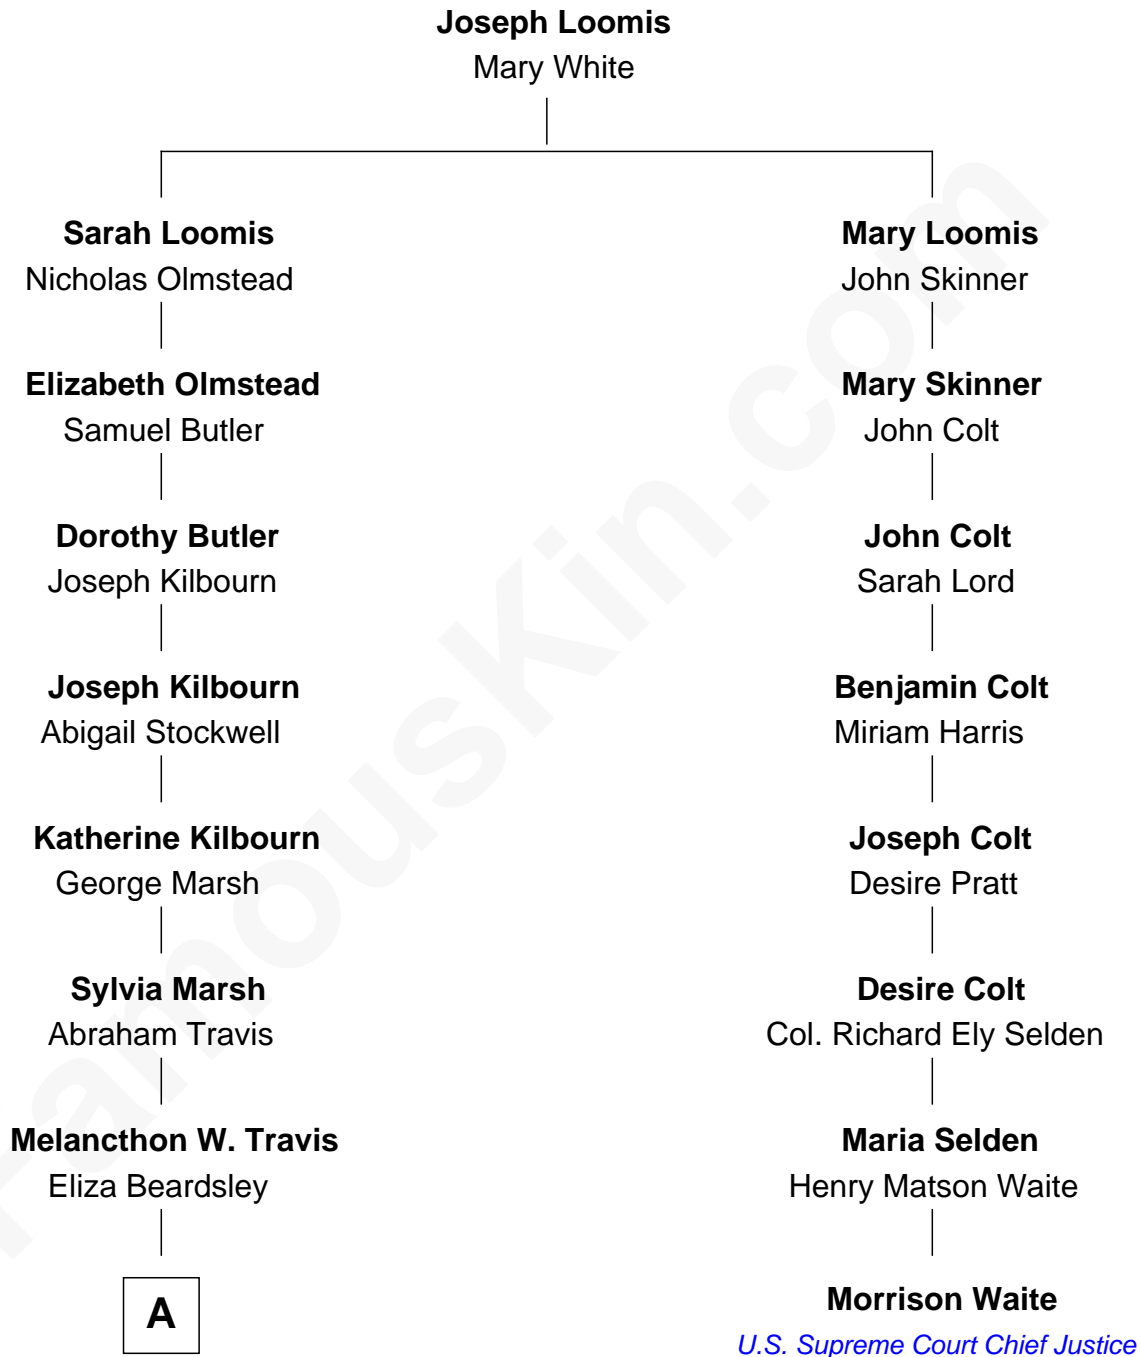 Joseph Loomis
Mary White
Sarah Loomis
Nicholas Olmstead
Elizabeth Olmstead
Samuel Butler
Dorothy Butler
Joseph Kilbourn
Joseph Kilbourn
Abigail Stockwell
Katherine Kilbourn
George Marsh
Sylvia Marsh
Abraham Travis
Melancthon W. Travis
Eliza Beardsley
A
Mary Loomis
John Skinner
Mary Skinner
John Colt
John Colt
Sarah Lord
Benjamin Colt
Miriam Harris
Joseph Colt
Desire Pratt
Desire Colt
Col. Richard Ely Selden
Maria Selden
Henry Matson Waite
Morrison Waite
U.S. Supreme Court Chief Justice
FamousKin.com